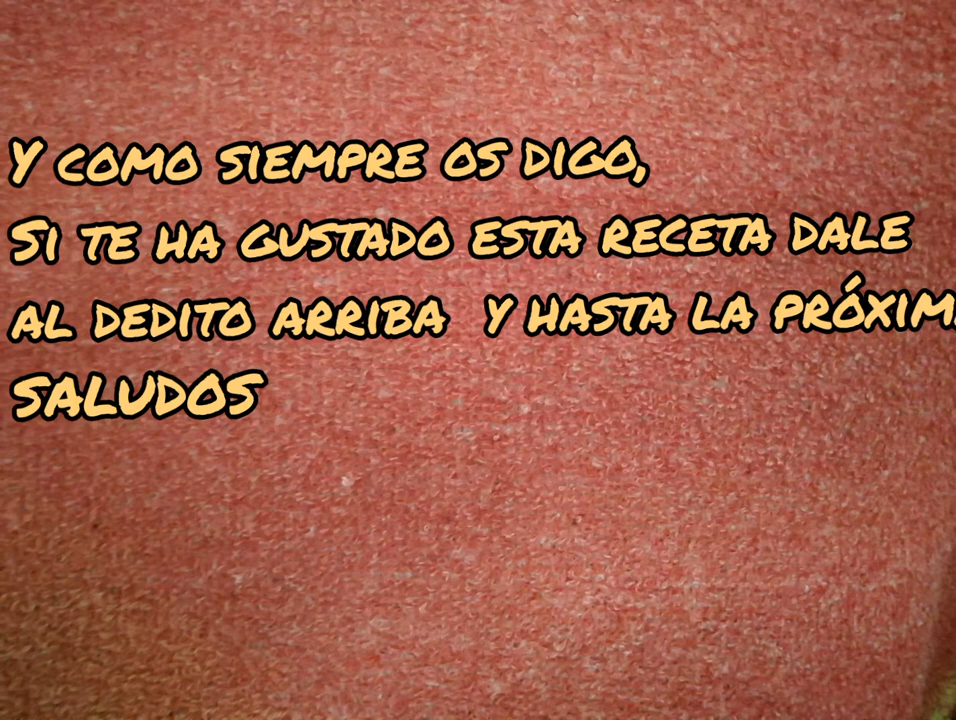 Y COMO SIEMPRE OS DIGO,
SI TE HA GUSTADO ESTA RECETA DALE
AL DEDITO ARRIBA Y HASTA LA PRÓXIM
SALUDOS